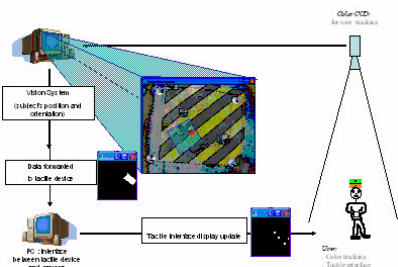 Color CCD:
for user tracking
Vision System
(subject's position and
orientation)
Data forwarded
to tactile device
Tactile interface display update
PC : Interface
between tactile device
User
. Color tracking
. Tactile interface